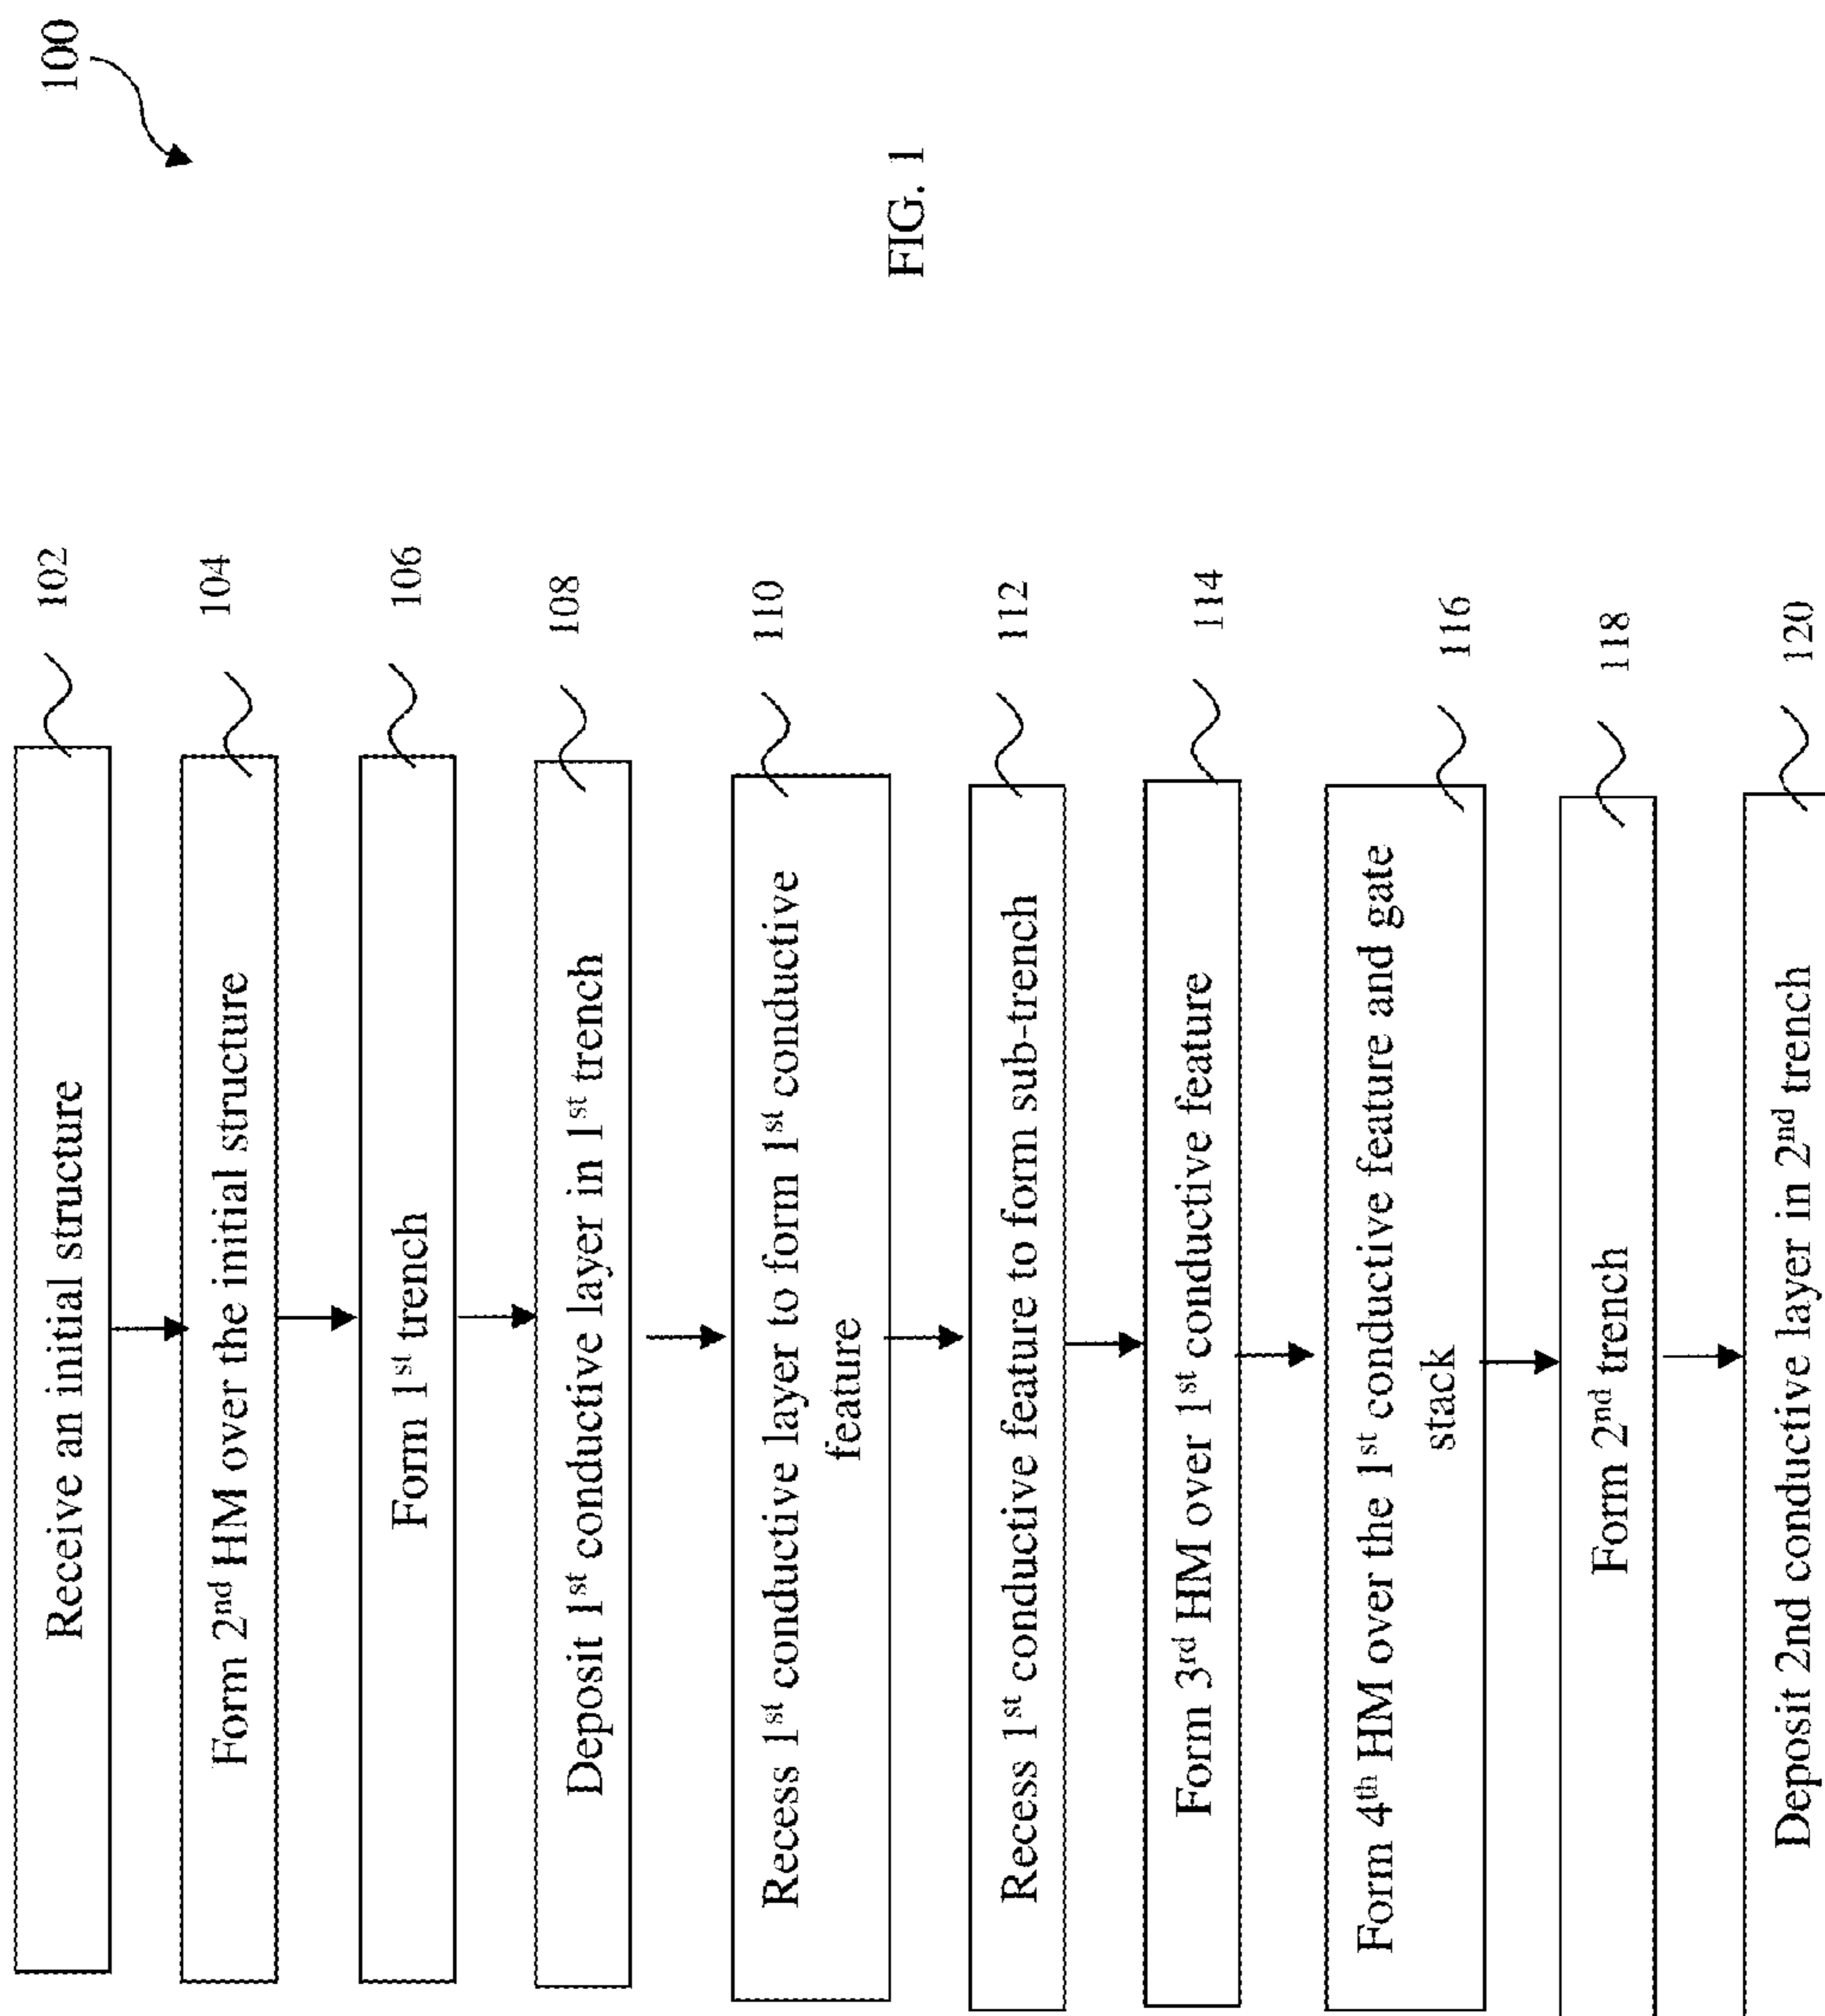 100
Receive an initial structure
102
Form 2nd HM over the initial structure
104
Form 1st trench
106
Deposit 1st conductive layer in 1st trench
108
Recess 1st conductive layer to form 1st conductive
feature
110
Recess 1st conductive feature to form sub-trench
112
Form 3rd HM over 1st conductive feature
114
Form 4th HM over the 1st conductive feature and gate
stack
116
Form 2nd trench
118
Deposit 2nd conductive layer in 2nd trench
120
FIG. 1